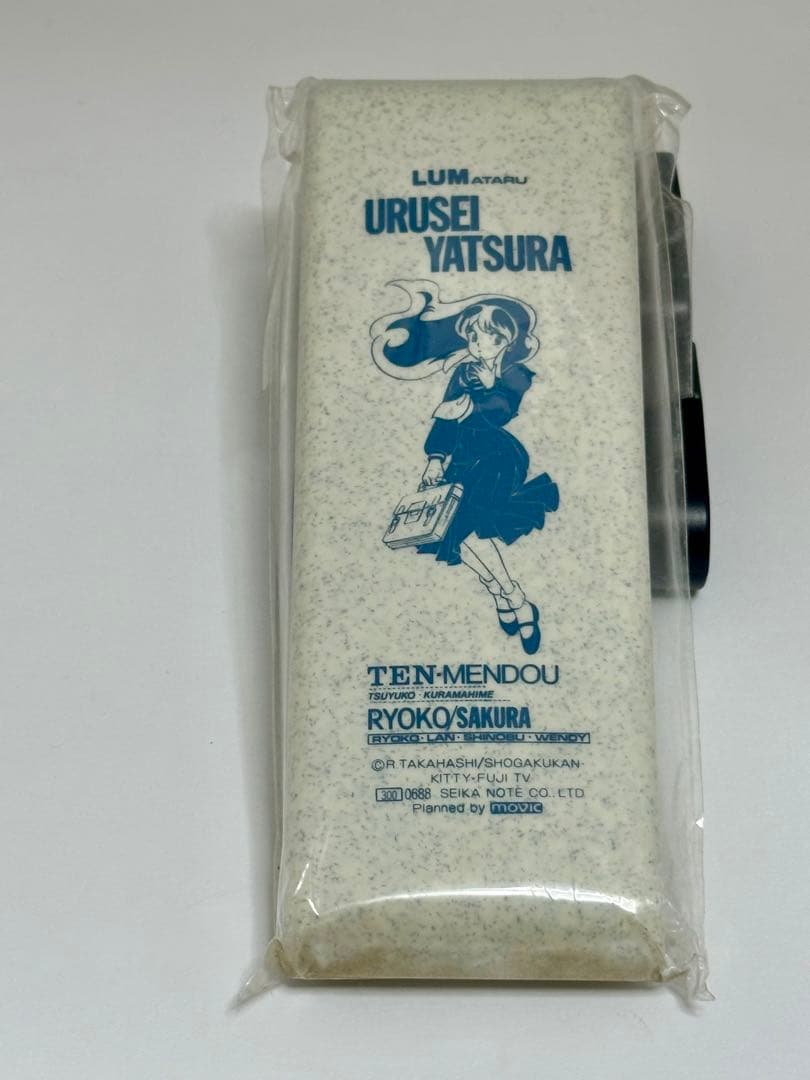 LUM ATARU
URUSEI
YATSURA
TEN·MENDOU
TSUYUKO·KURAMAHIME
RYOKO/SAKURA
RYOKO·LAN·SHINOBU·WENDY
©R.TAKAHASHI/SHOGAKUKAN·
KITTY·FUJI TV
300 0688 SEIKA NOTE CO.,LTD
Planned by movic